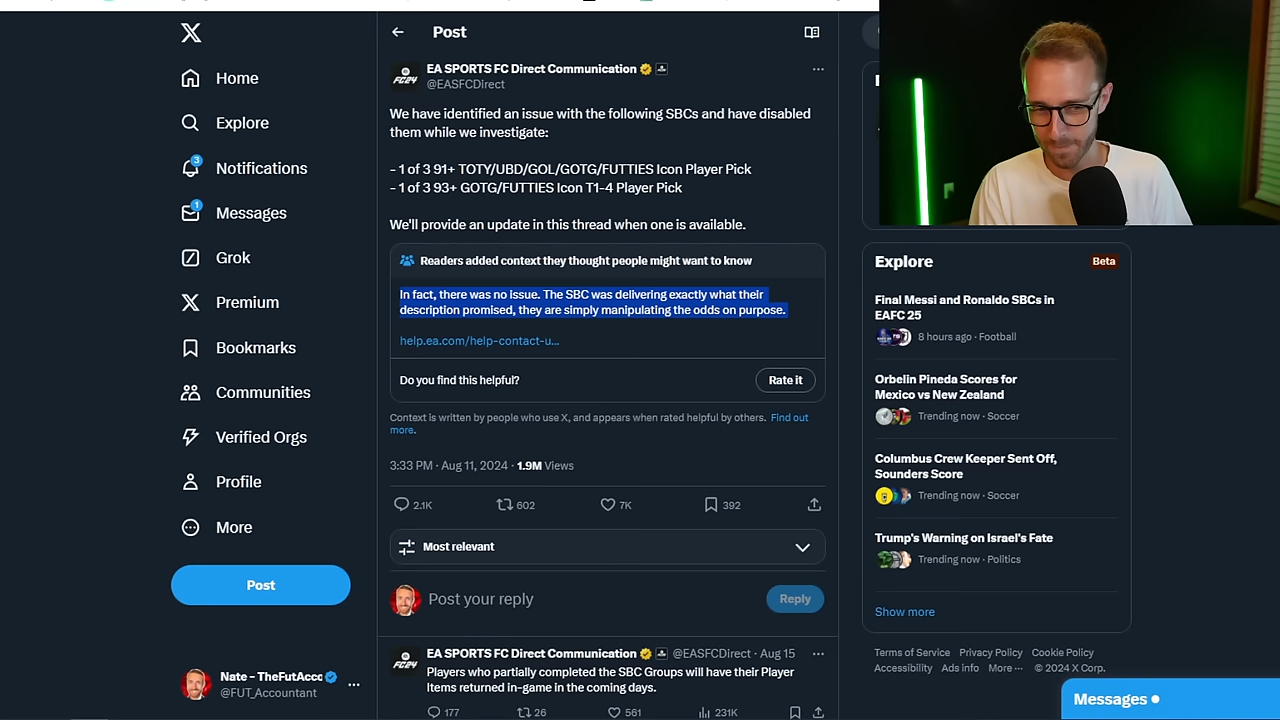 Home
Explore
3
Notifications
1
Messages
Grok
Premium
Bookmarks
Communities
Verified Orgs
Profile
More
Post
Nate - TheFutAcc
@FUT_Accountant
Post
FC24
EA SPORTS FC Direct Communication
@EASFCDirect
We have identified an issue with the following SBCs and have disabled
them while we investigate:
- 1 of 3 91+ TOTY/UBD/GOL/GOTG/FUTTIES Icon Player Pick
- 1 of 3 93+ GOTG/FUTTIES Icon T1-4 Player Pick
We'll provide an update in this thread when one is available.
Readers added context they thought people might want to know
In fact, there was no issue. The SBC was delivering exactly what their
description promised, they are simply manipulating the odds on purpose.
help.ea.com/help-contact-u...
Do you find this helpful?
Rate it
Context is written by people who use X, and appears when rated helpful by others. Find out
more.
3:33 PM · Aug 11, 2024 · 1.9M Views
2.1K 602 7K 392
Most relevant
Post your reply
Reply
FC24
EA SPORTS FC Direct Communication @EASFCDirect · Aug 15
Players who partially completed the SBC Groups will have their Player
Items returned in-game in the coming days.
177 26 561 231K
Explore
Beta
Final Messi and Ronaldo SBCs in
EAFC 25
8 hours ago · Football
Orbelin Pineda Scores for
Mexico vs New Zealand
Trending now · Soccer
Columbus Crew Keeper Sent Off,
Sounders Score
Trending now · Soccer
Trump's Warning on Israel's Fate
Trending now · Politics
Show more
Terms of Service Privacy Policy Cookie Policy
Accessibility Ads info More ··· © 2024 X Corp.
Messages